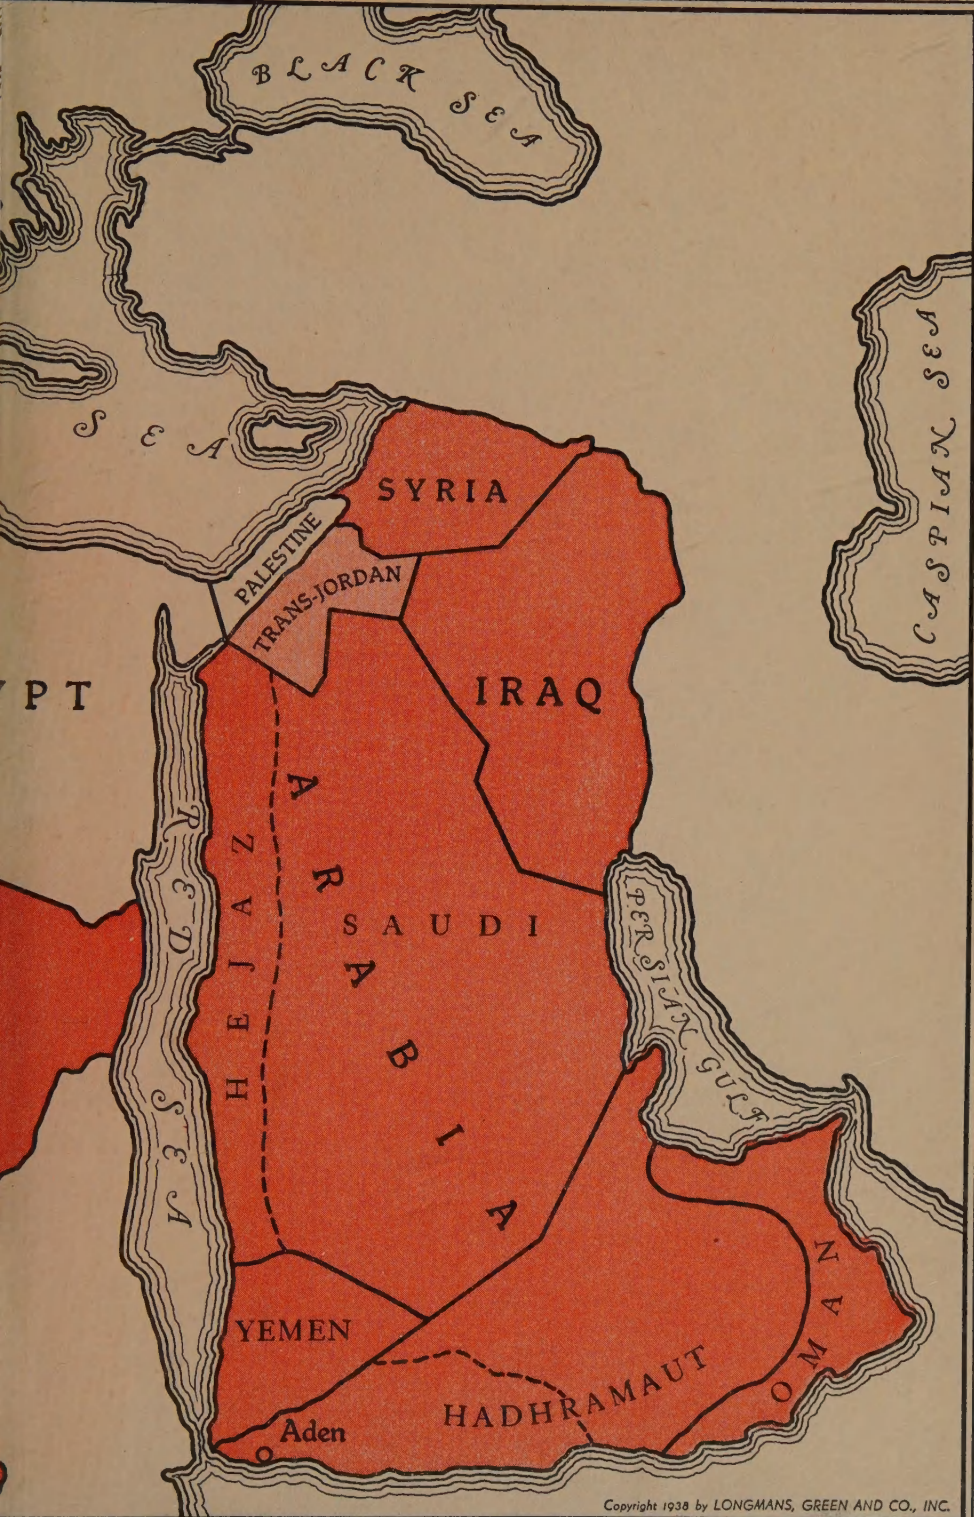 BLACK SEA
CASPIAN SEA
SEA
SYRIA
PALESTINE
TRANS-JORDAN
IRAQ
YPT
RED SEA
HEJAZ
ARABIA
SAUDI
PERSIAN GULF
YEMEN
OMAN
HADHRAMAUT
Aden
Copyright 1938 by LONGMANS, GREEN AND CO., INC.